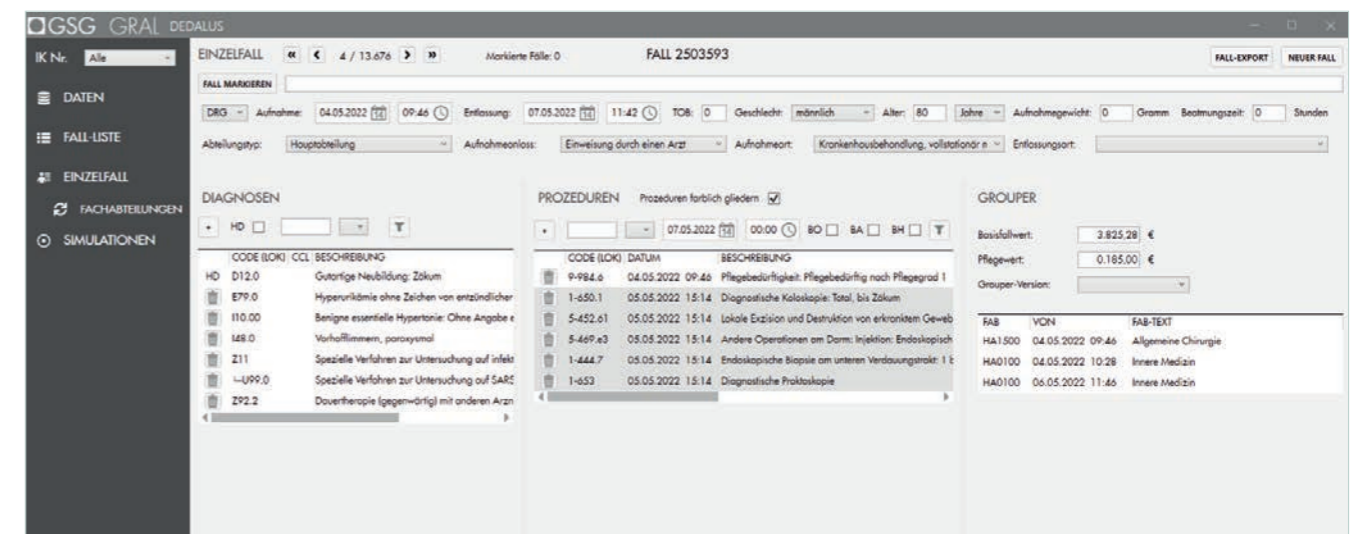 GSG GRAL DEDALUS
IK Nr. Alle
DATEN
FALL-LISTE
EINZELFALL
FACHABTEILUNGEN
SIMULATIONEN
EINZELFALL « ‹ 4 / 13.676 › » Markierte Fälle: 0 FALL 2503593 FALL-EXPORT NEUER FALL
FALL MARKIEREN
DRG Aufnahme: 04.05.2022 09:46 Entlassung: 07.05.2022 11:42 TOB: 0 Geschlecht: männlich Alter: 80 Jahre Aufnahmegewicht: 0 Gramm Beatmungszeit: 0 Stunden
Abteilungstyp: Hauptabteilung Aufnahmeanlass: Einweisung durch einen Arzt Aufnahmeort: Krankenhausbehandlung, vollstationär n Entlassungsart:
DIAGNOSEN
+ HD
CODE (LOK) CCL BESCHREIBUNG
HD D12.0 Gutartige Neubildung: Zökum
E79.0 Hyperurikämie ohne Zeichen von entzündlicher
I10.00 Benigne essentielle Hypertonie: Ohne Angabe e
I48.0 Vorhofflimmern, paroxysmal
Z11 Spezielle Verfahren zur Untersuchung auf infekt
U99.0 Spezielle Verfahren zur Untersuchung auf SARS
Z92.2 Dauertherapie (gegenwärtig) mit anderen Arzn
PROZEDUREN Prozeduren farblich gliedern
+ 07.05.2022 00:00 BO BA BH
CODE (LOK) DATUM BESCHREIBUNG
9-984.6 04.05.2022 09:46 Pflegebedürftigkeit: Pflegebedürftig nach Pflegegrad 1
1-650.1 05.05.2022 15:14 Diagnostische Koloskopie: Total, bis Zökum
5-452.61 05.05.2022 15:14 Lokale Exzision und Destruktion von erkranktem Geweb
5-469.e3 05.05.2022 15:14 Andere Operationen am Darm: Injektion: Endoskopisch
1-444.7 05.05.2022 15:14 Endoskopische Biopsie am unteren Verdauungstrakt: 1 b
1-653 05.05.2022 15:14 Diagnostische Proktoskopie
GROUPER
Basisfallwert: 3.825,28 €
Pflegewert: 0.185,00 €
Grouper-Version:
FAB VON FAB-TEXT
HA1500 04.05.2022 09:46 Allgemeine Chirurgie
HA0100 04.05.2022 10:28 Innere Medizin
HA0100 06.05.2022 11:46 Innere Medizin